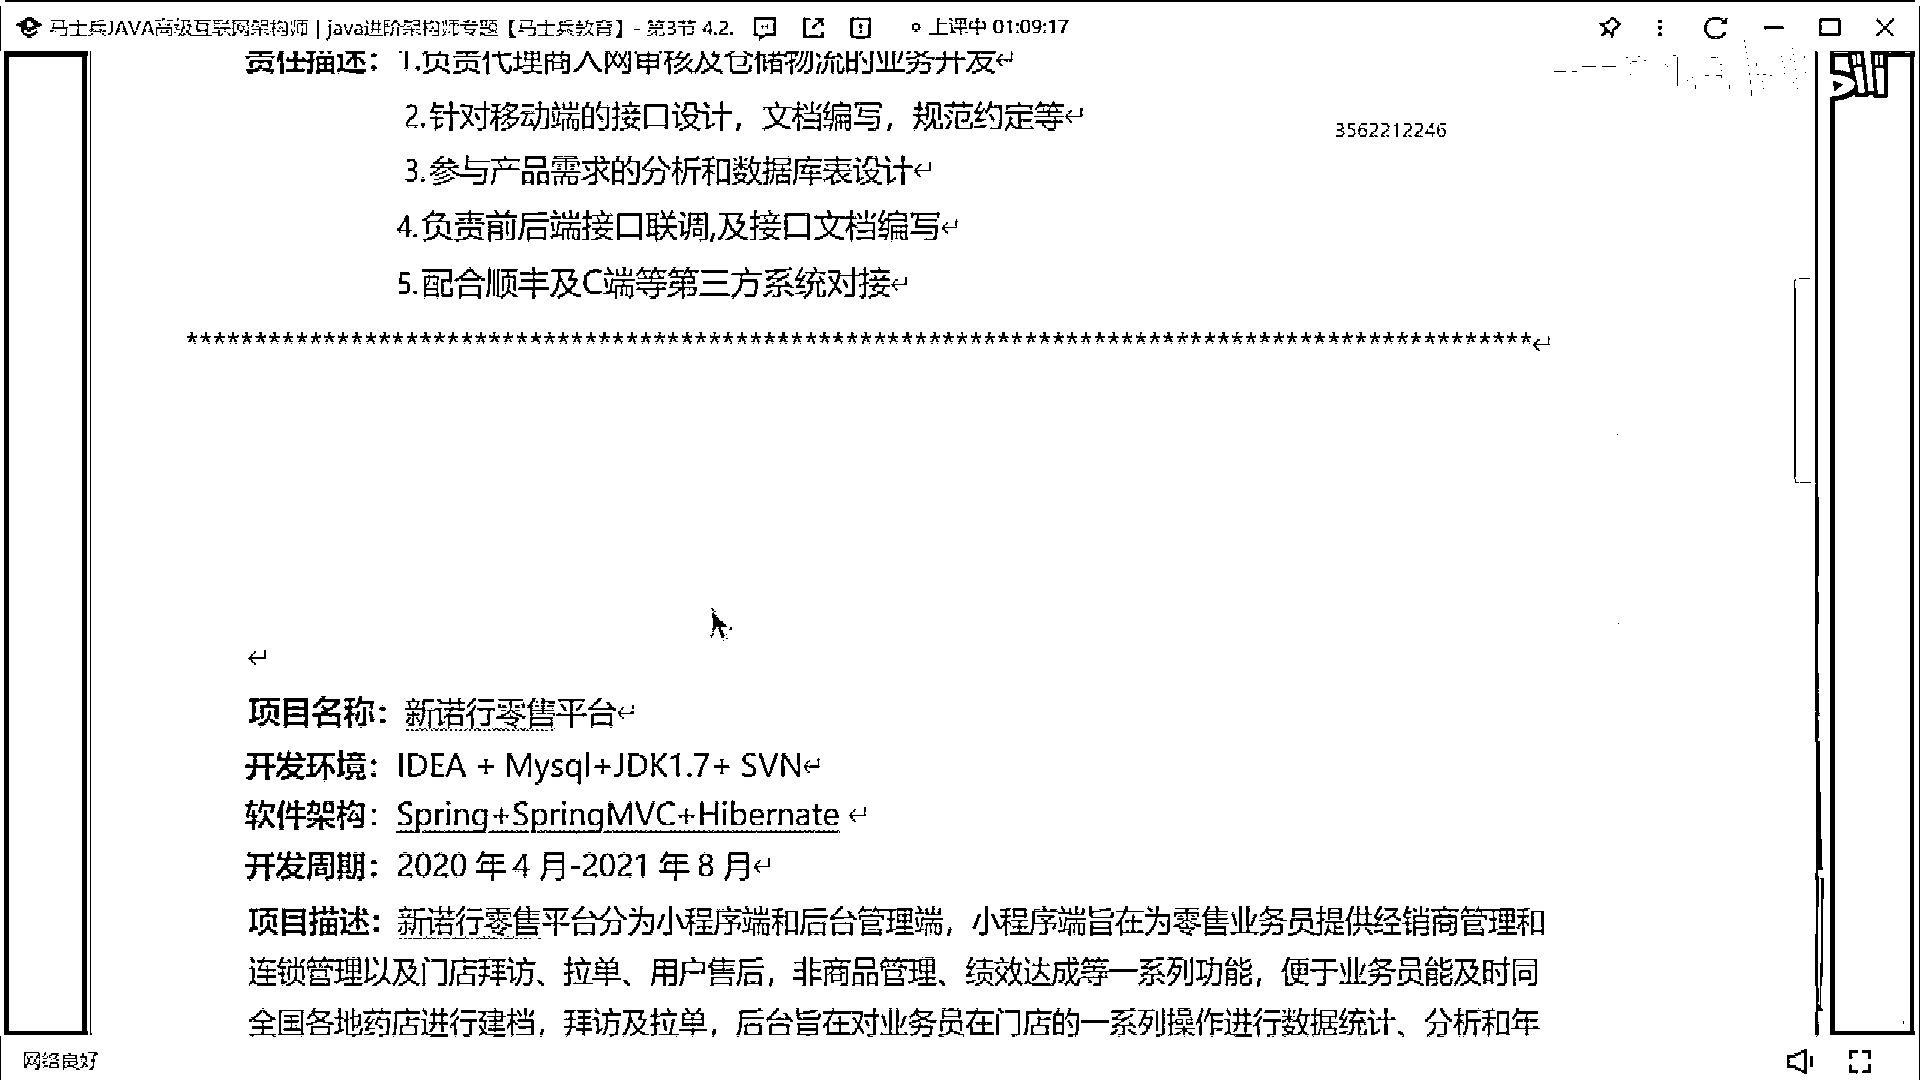 马士兵JAVA高级互联网架构师 | java进阶架构师专题【马士兵教育】- 第3节 4.2. 上课中 01:09:17
责任描述：1.负责代理商入网审核及仓储物流的业务开发↵
2.针对移动端的接口设计，文档编写，规范约定等↵
3562212246
3.参与产品需求的分析和数据库表设计↵
4.负责前后端接口联调,及接口文档编写↵
5.配合顺丰及C端等第三方系统对接↵
****************************************************************************************************↵
↵
项目名称：新诺行零售平台↵
开发环境：IDEA + Mysql+JDK1.7+ SVN↵
软件架构：Spring+SpringMVC+Hibernate ↵
开发周期：2020 年 4 月-2021 年 8 月↵
项目描述：新诺行零售平台分为小程序端和后台管理端，小程序端旨在为零售业务员提供经销商管理和
连锁管理以及门店拜访、拉单、用户售后，非商品管理、绩效达成等一系列功能，便于业务员能及时同
全国各地药店进行建档，拜访及拉单，后台旨在对业务员在门店的一系列操作进行数据统计、分析和年
网络良好